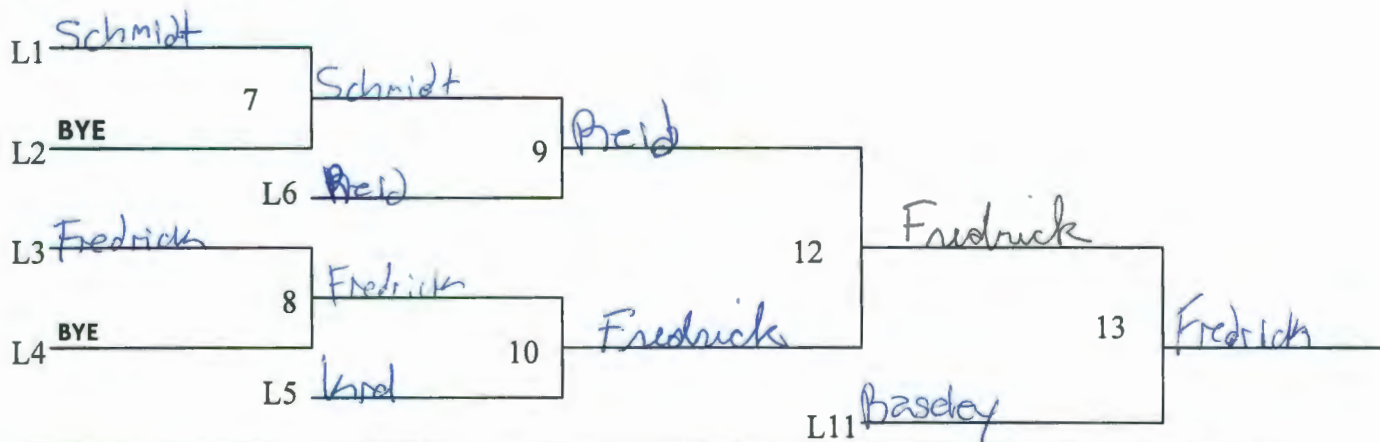 L1 Schmidt
7 Schmidt
L2 BYE
9 Reid
L6 Reid
L3 Fredrick
12 Fredrick
8 Fredrick
L4 BYE
10 Fredrick
13 Fredrick
L5
L11 Baseley